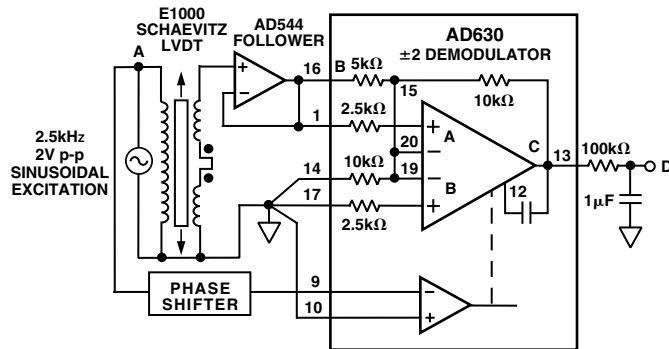 E1000
SCHAEVITZ
LVDT
A
AD544
FOLLOWER
+
–
AD630
±2 DEMODULATOR
16
B
5kΩ
15
10kΩ
1
2.5kΩ
+
A
20
–
C
13
100kΩ
D
2.5kHz
2V p-p
SINUSOIDAL
EXCITATION
14
10kΩ
19
–
B
12
1µF
17
+
2.5kΩ
PHASE
SHIFTER
9
–
10
+